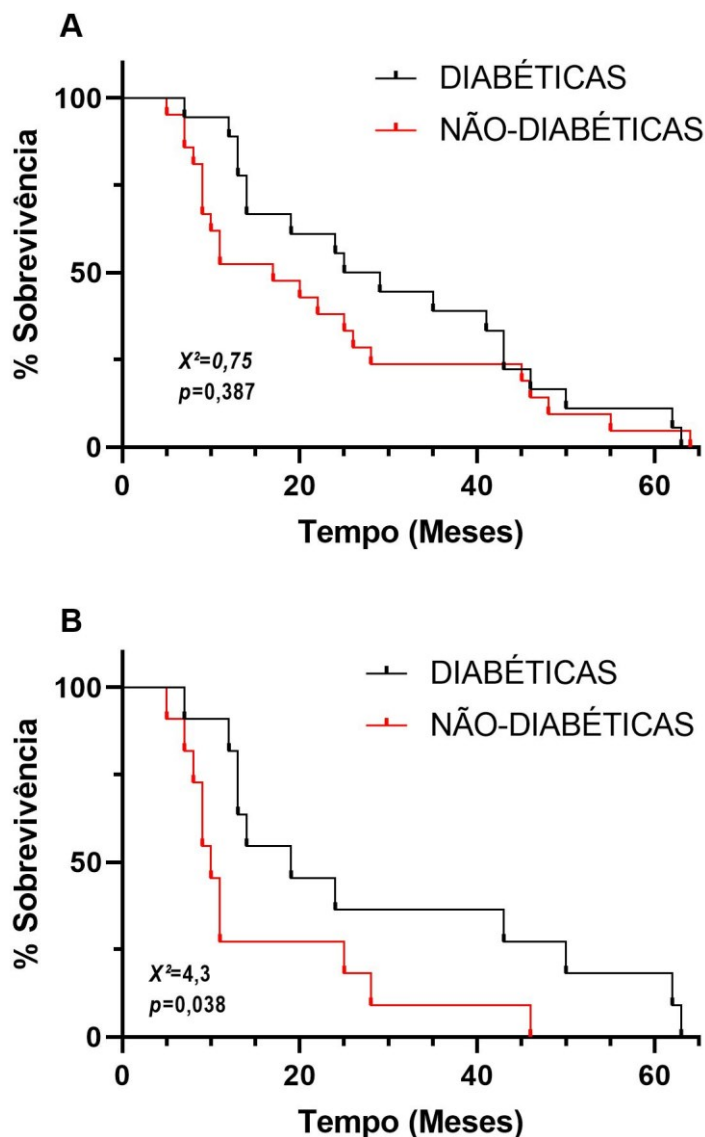 A
DIABÉTICAS
NÃO-DIABÉTICAS
100
50
0
% Sobrevivência
X²=0,75
p=0,387
0 20 40 60
Tempo (Meses)
B
DIABÉTICAS
NÃO-DIABÉTICAS
100
50
0
% Sobrevivência
X²=4,3
p=0,038
0 20 40 60
Tempo (Meses)